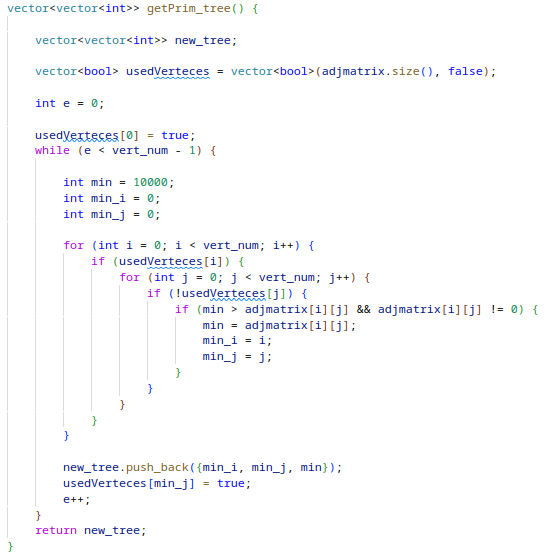 vector<vector<int>> getPrim_tree() {
vector<vector<int>> new_tree;
vector<bool> usedVerteces = vector<bool>(adjmatrix.size(), false);
int e = 0;
usedVerteces[0] = true;
while (e < vert_num - 1) {
int min = 10000;
int min_i = 0;
int min_j = 0;
for (int i = 0; i < vert_num; i++) {
if (usedVerteces[i]) {
for (int j = 0; j < vert_num; j++) {
if (!usedVerteces[j]) {
if (min > adjmatrix[i][j] && adjmatrix[i][j] != 0) {
min = adjmatrix[i][j];
min_i = i;
min_j = j;
}
}
}
}
}
new_tree.push_back({min_i, min_j, min});
usedVerteces[min_j] = true;
e++;
}
return new_tree;
}